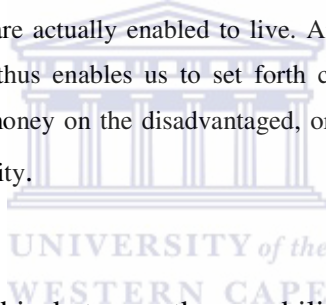 are actually enabled to live. A
thus enables us to set forth c
money on the disadvantaged, or
ity.
UNIVERSITY of the
WESTERN CAPE